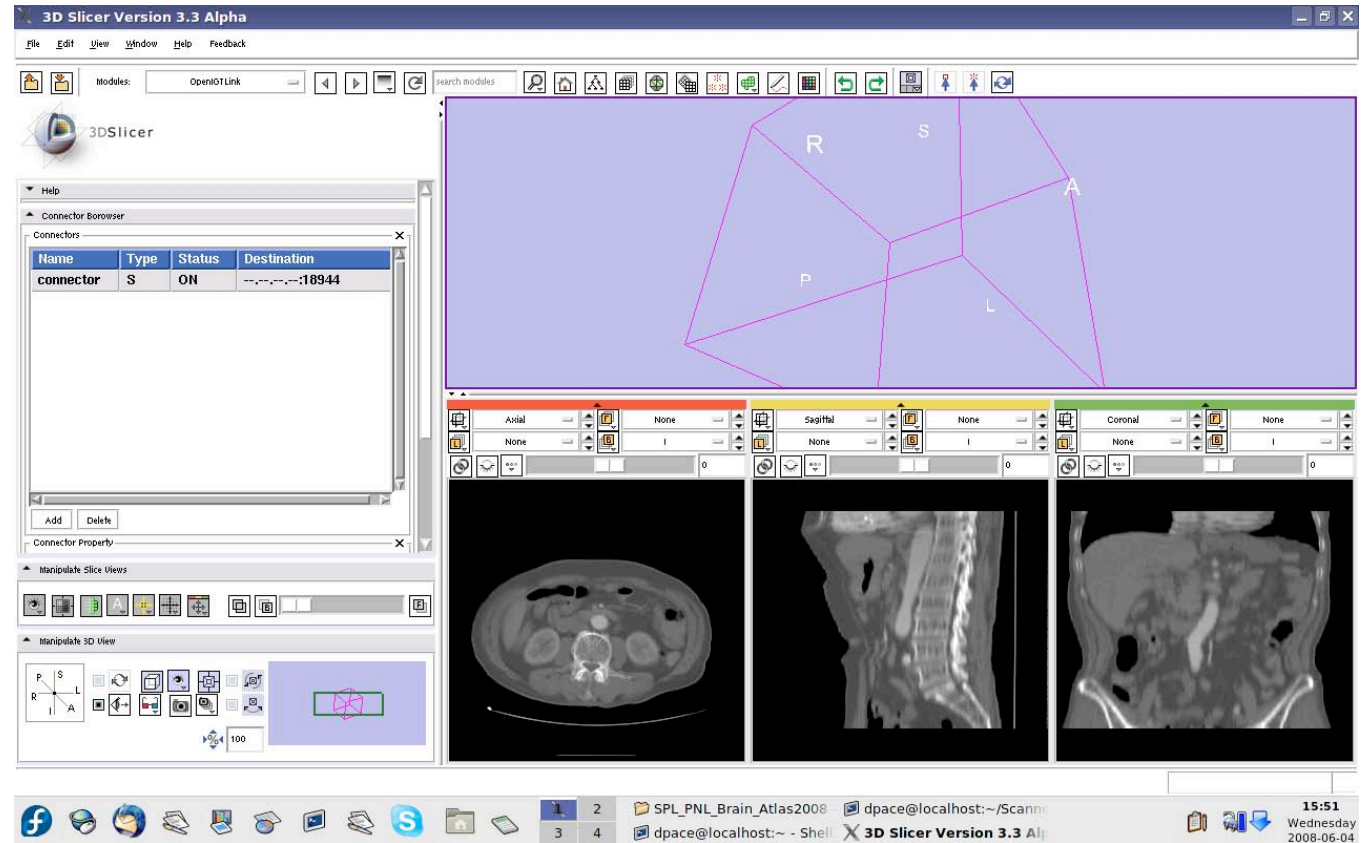 3D Slicer Version 3.3 Alpha
File Edit View Window Help Feedback
Modules: OpenIGTLink search modules
3DSlicer
Help
Connector Borowser
Connectors
Name Type Status Destination
connector S ON --.--.--.--:18944
Add Delete
Connector Property
Manipulate Slice Views
Manipulate 3D View
P S
R L
I A
100
R S
A
P
L
Axial None
None I
0
Sagittal None
None I
0
Coronal None
None I
0
1 2 SPL_PNL_Brain_Atlas2008 - dpace@localhost:~/Scann
3 4 dpace@localhost:~ - Shell 3D Slicer Version 3.3 Alp
15:51
Wednesday
2008-06-04